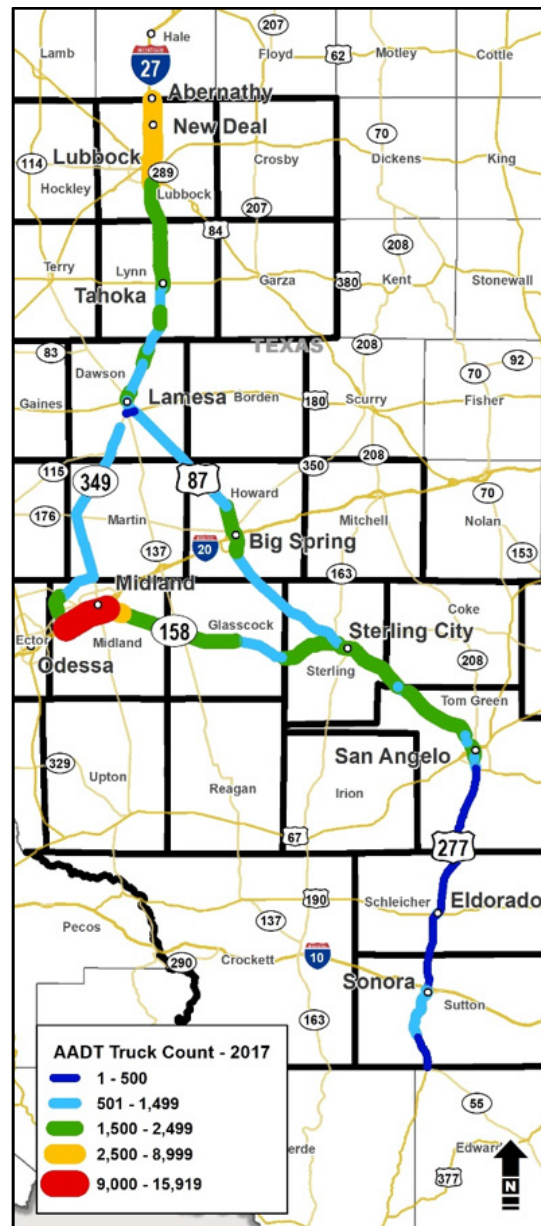 Hale
207
Lamb
Floyd
62
Motley
Cottle
INTERSTATE
27
Abernathy
New Deal
70
Lubbock
114
289
Crosby
Dickens
King
Hockley
Lubbock
207
84
208
Terry
Lynn
Garza
380
Kent
Stonewall
Tahoka
TEXAS
208
83
92
Dawson
70
Lamesa
Gaines
Borden
180
Scurry
Fisher
349
87
350
208
115
Howard
70
176
Martin
Mitchell
Nolan
137
20
Big Spring
153
163
Midland
Glasscock
Coke
158
Sterling City
Ector
Midland
Odessa
Sterling
208
Tom Green
San Angelo
329
Upton
Reagan
Irion
67
277
190
Schleicher
Eldorado
137
Pecos
Crockett
10
290
Sonora
Sutton
163
AADT Truck Count - 2017
1 - 500
501 - 1,499
1,500 - 2,499
2,500 - 8,999
9,000 - 15,919
55
erde
Edward
377
N